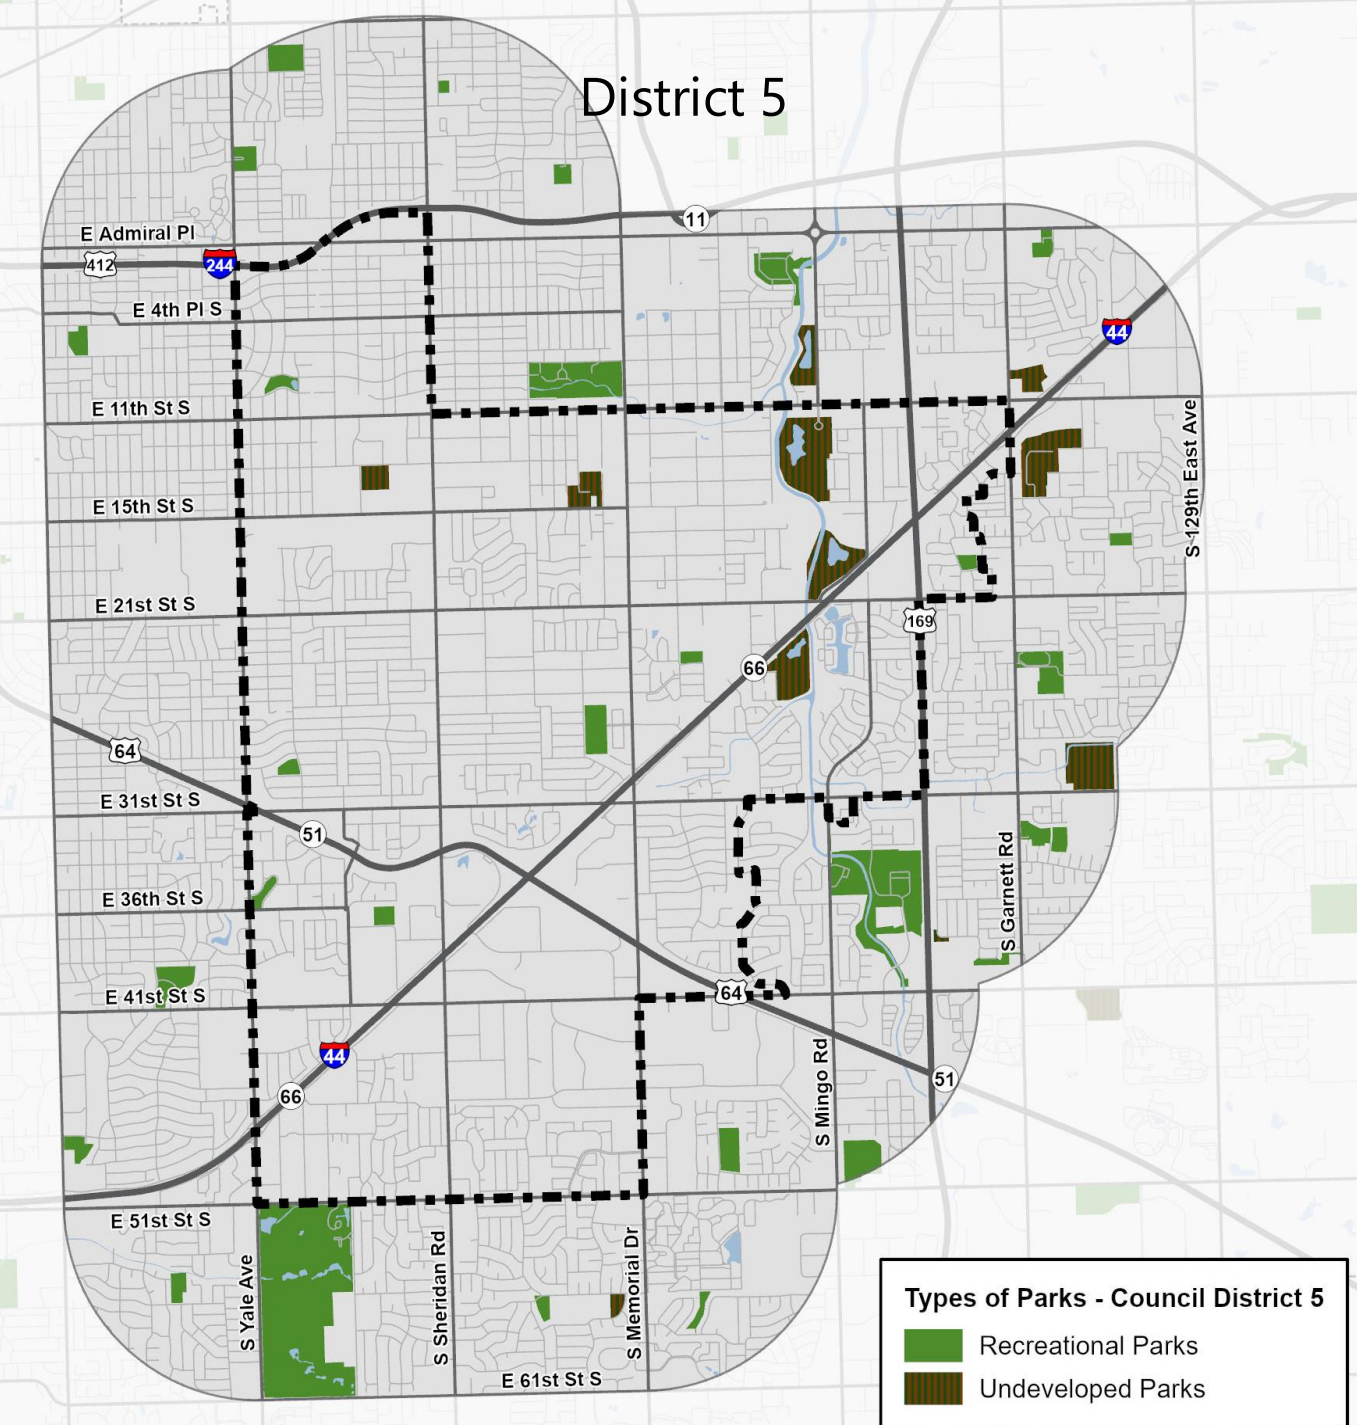 District 5
11
E Admiral Pl
412
244
E 4th Pl S
44
E 11th St S
S 129th East Ave
E 15th St S
E 21st St S
169
66
64
E 31st St S
51
S Garnett Rd
E 36th St S
E 41st St S
64
44
66
S Mingo Rd
51
E 51st St S
S Yale Ave
S Sheridan Rd
S Memorial Dr
E 61st St S
Types of Parks - Council District 5
Recreational Parks
Undeveloped Parks